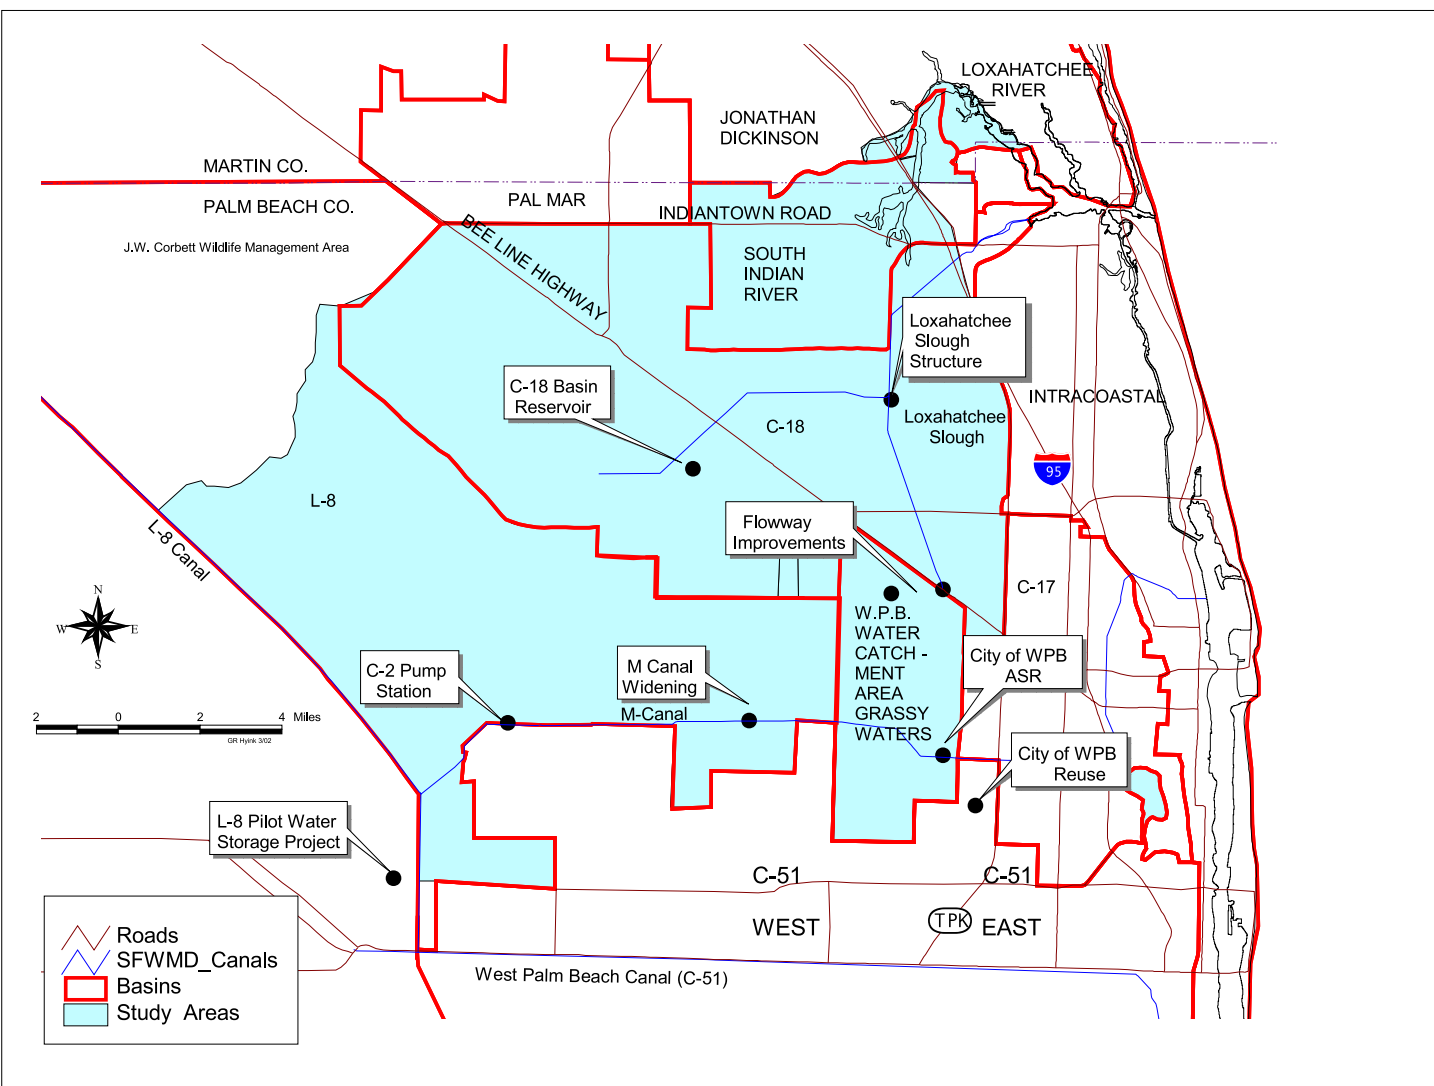 LOXAHATCHEE
RIVER
JONATHAN
DICKINSON
MARTIN CO.
PALM BEACH CO.
PAL MAR
INDIANTOWN ROAD
J.W. Corbett Wildlife Management Area
BEE LINE HIGHWAY
SOUTH
INDIAN
RIVER
Loxahatchee
Slough
Structure
C-18 Basin
Reservoir
INTRACOASTAL
C-18
Loxahatchee
Slough
95
L-8
L-8 Canal
Flowway
Improvements
C-17
W.P.B.
WATER
CATCH -
MENT
AREA
GRASSY
WATERS
N
W
E
S
City of WPB
ASR
C-2 Pump
Station
M Canal
Widening
M-Canal
2 0 2 4 Miles
GR Hyink 3/02
City of WPB
Reuse
L-8 Pilot Water
Storage Project
C-51
C-51
WEST
TPK
EAST
West Palm Beach Canal (C-51)
Roads
SFWMD_Canals
Basins
Study Areas